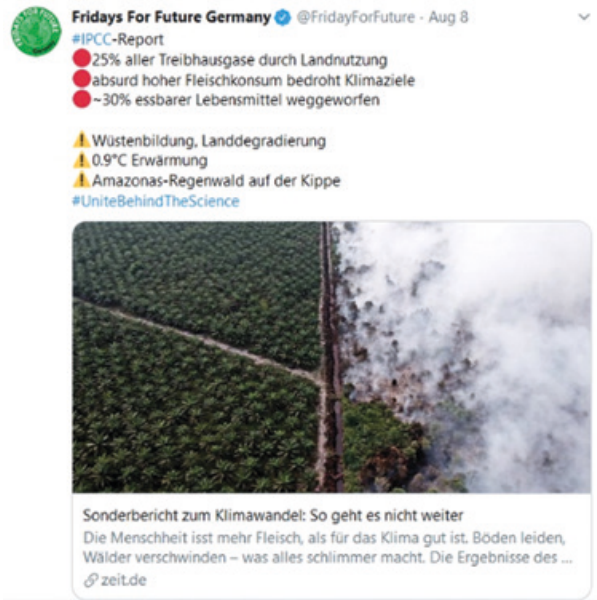 Fridays For Future Germany @FridayForFuture · Aug 8
#IPCC-Report
🔴25% aller Treibhausgase durch Landnutzung
🔴absurd hoher Fleischkonsum bedroht Klimaziele
🔴~30% essbarer Lebensmittel weggeworfen
⚠Wüstenbildung, Landdegradierung
⚠0.9°C Erwärmung
⚠Amazonas-Regenwald auf der Kippe
#UniteBehindTheScience
Sonderbericht zum Klimawandel: So geht es nicht weiter
Die Menschheit isst mehr Fleisch, als für das Klima gut ist. Böden leiden,
Wälder verschwinden – was alles schlimmer macht. Die Ergebnisse des ...
zeit.de